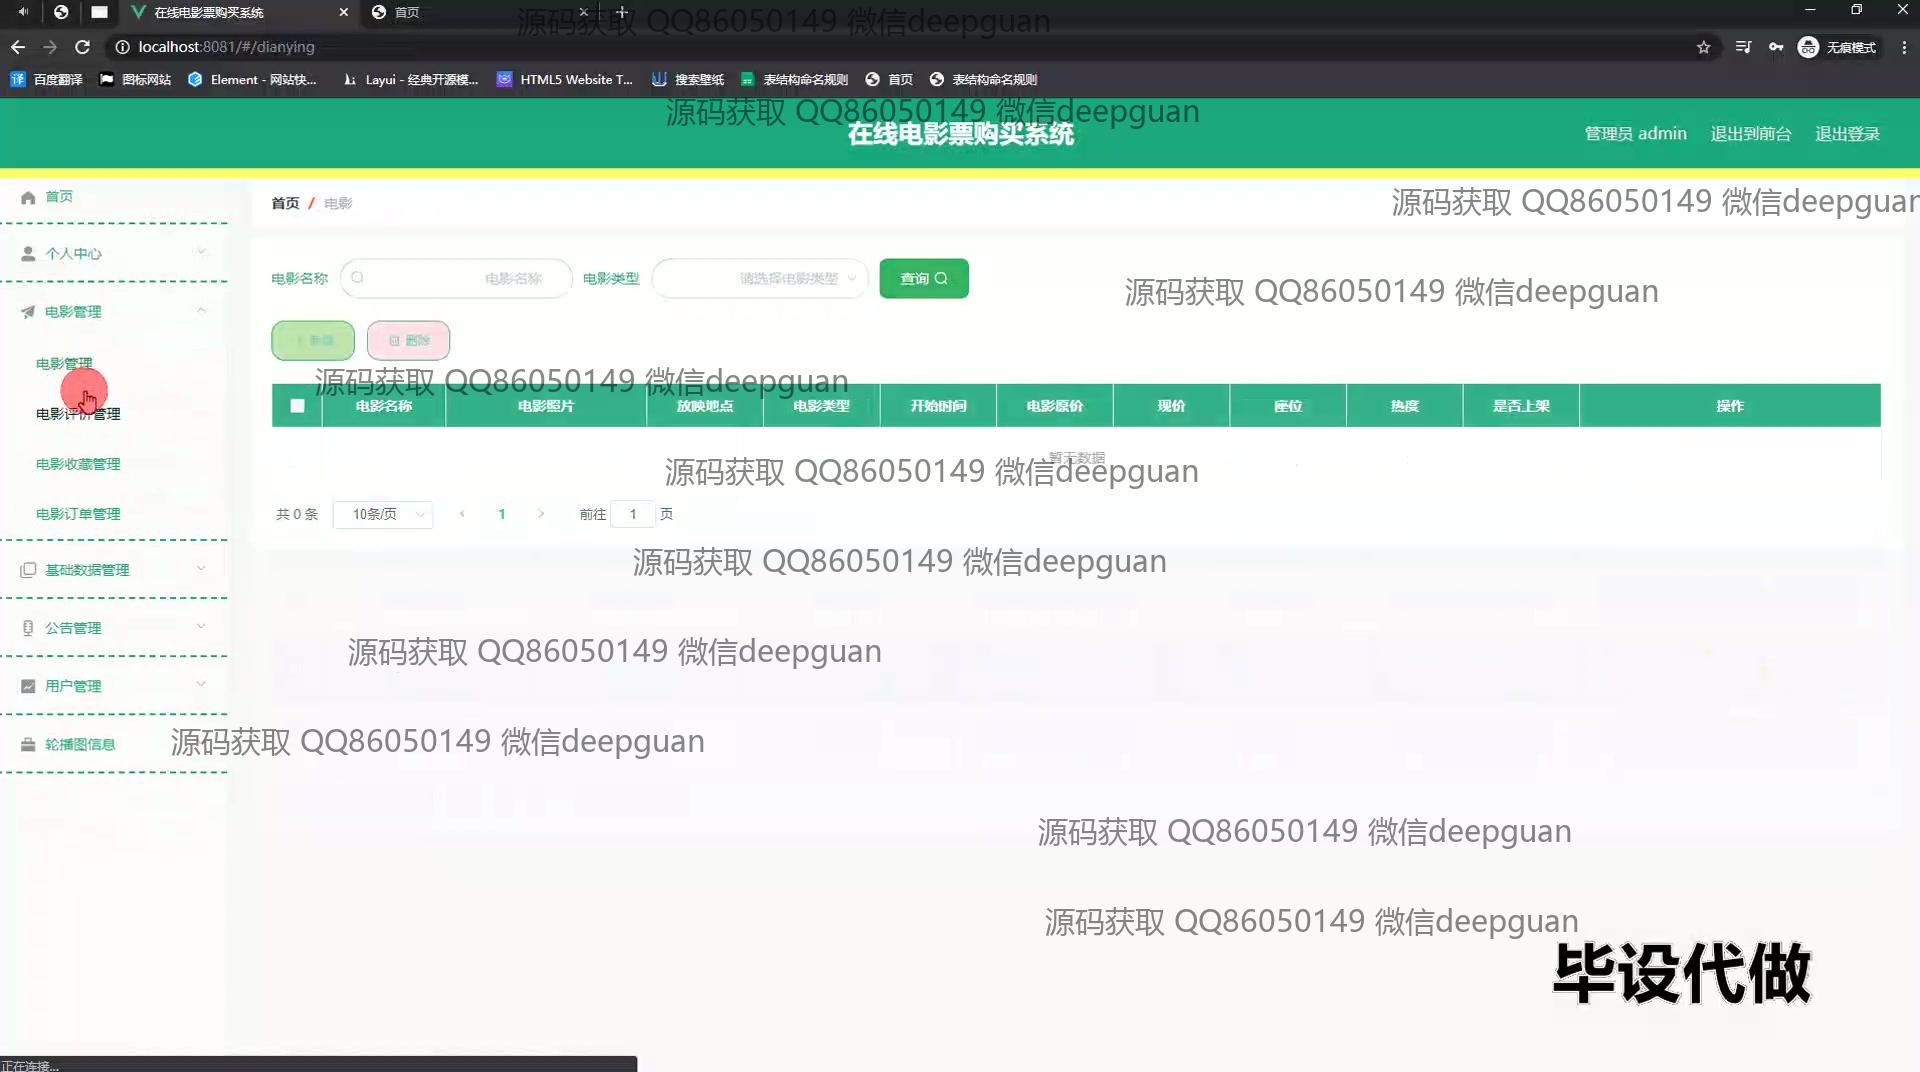 在线电影票购买系统
首页
源码获取 QQ86050149 微信deepguan
localhost:8081/#/dianying
无痕模式
百度翻译
图标网站
Element - 网站快...
Layui - 经典开源模...
HTML5 Website T...
搜索壁纸
表结构命名规则
首页
表结构命名规则
源码获取 QQ86050149 微信deepguan
在线电影票购买系统
管理员 admin
退出到前台
退出登录
首页
首页 / 电影
源码获取 QQ86050149 微信deepguan
个人中心
电影名称
电影名称
电影类型
请选择电影类型
查询
源码获取 QQ86050149 微信deepguan
电影管理
删除
电影管理
源码获取 QQ86050149 微信deepguan
电影评价管理
电影名称
电影照片
放映地点
电影类型
开始时间
电影原价
现价
座位
热度
是否上架
操作
暂无数据
电影收藏管理
源码获取 QQ86050149 微信deepguan
电影订单管理
共 0 条
10条/页
1
前往 1 页
源码获取 QQ86050149 微信deepguan
基础数据管理
公告管理
源码获取 QQ86050149 微信deepguan
用户管理
轮播图信息
源码获取 QQ86050149 微信deepguan
源码获取 QQ86050149 微信deepguan
源码获取 QQ86050149 微信deepguan
毕设代做
正在连接...